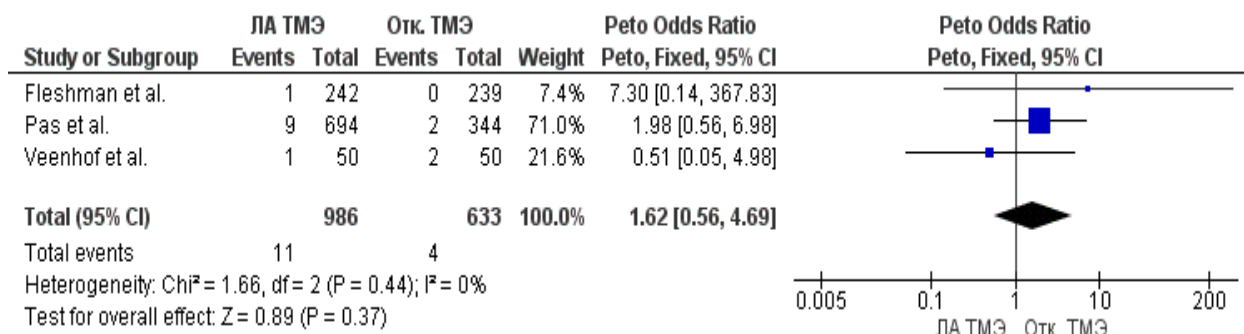 ЛА ТМЭ Отк. ТМЭ Peto Odds Ratio Peto Odds Ratio
Study or Subgroup Events Total Events Total Weight Peto, Fixed, 95% CI Peto, Fixed, 95% CI
Fleshman et al. 1 242 0 239 7.4% 7.30 [0.14, 367.83]
Pas et al. 9 694 2 344 71.0% 1.98 [0.56, 6.98]
Veenhof et al. 1 50 2 50 21.6% 0.51 [0.05, 4.98]
Total (95% CI) 986 633 100.0% 1.62 [0.56, 4.69]
Total events 11 4
Heterogeneity: Chi² = 1.66, df = 2 (P = 0.44); I² = 0%
Test for overall effect: Z = 0.89 (P = 0.37)
0.005 0.1 1 10 200
ЛА ТМЭ Отк. ТМЭ